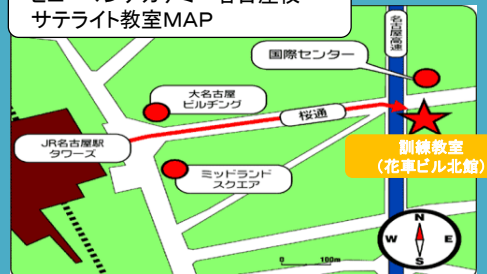 サテライト教室MAP
名古屋高速
国際センター
大名古屋
ビルヂング
桜通
JR名古屋駅
タワーズ
ミッドランド
スクエア
訓練教室
(花車ビル北館)
N
W
E
S
0
100m